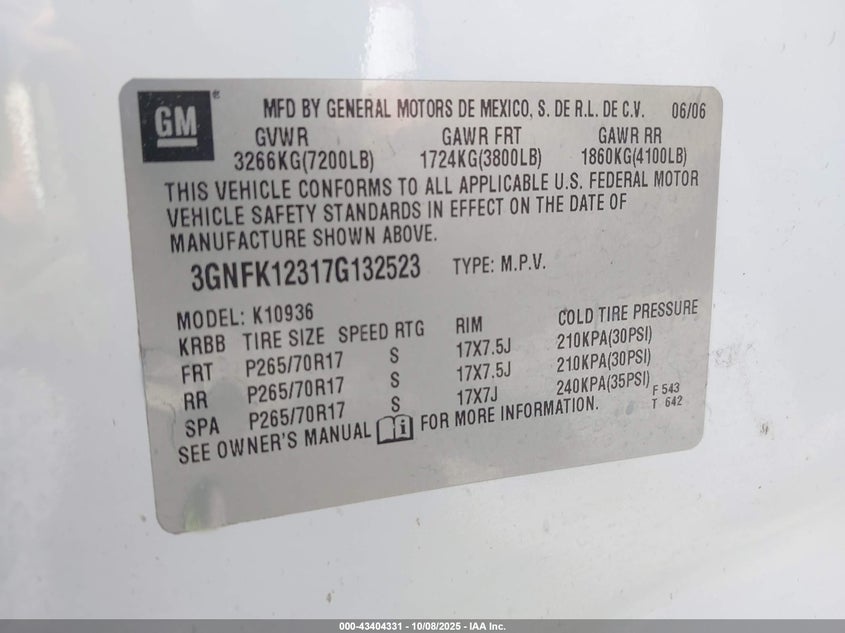 GM ®
MFD BY GENERAL MOTORS DE MEXICO, S. DE R.L. DE C.V. 06/06
GVWR GAWR FRT GAWR RR
3266KG(7200LB) 1724KG(3800LB) 1860KG(4100LB)
THIS VEHICLE CONFORMS TO ALL APPLICABLE U.S. FEDERAL MOTOR
VEHICLE SAFETY STANDARDS IN EFFECT ON THE DATE OF
MANUFACTURE SHOWN ABOVE.
3GNFK12317G132523 TYPE: M.P.V.
MODEL: K10936
KRBB TIRE SIZE SPEED RTG RIM COLD TIRE PRESSURE
FRT P265/70R17 S 17X7.5J 210KPA(30PSI)
RR P265/70R17 S 17X7.5J 210KPA(30PSI)
SPA P265/70R17 S 17X7J 240KPA(35PSI) F 543
T 642
SEE OWNER'S MANUAL i FOR MORE INFORMATION.
000-43404331 | 10/08/2025 – IAA Inc.